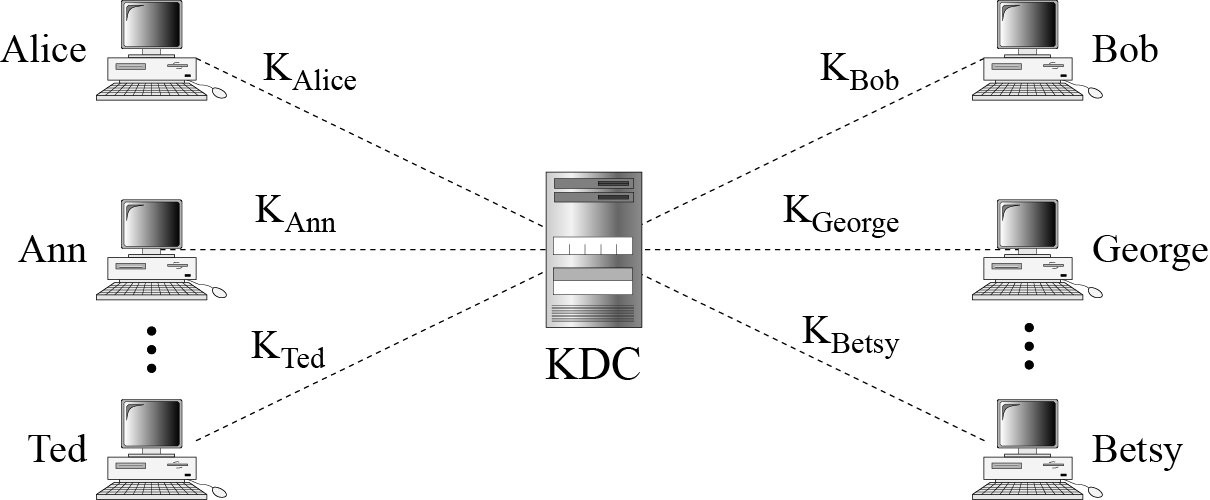 Alice
K_Alice
K_Bob
Bob
Ann
K_Ann
K_George
George
K_Ted
KDC
K_Betsy
Ted
Betsy